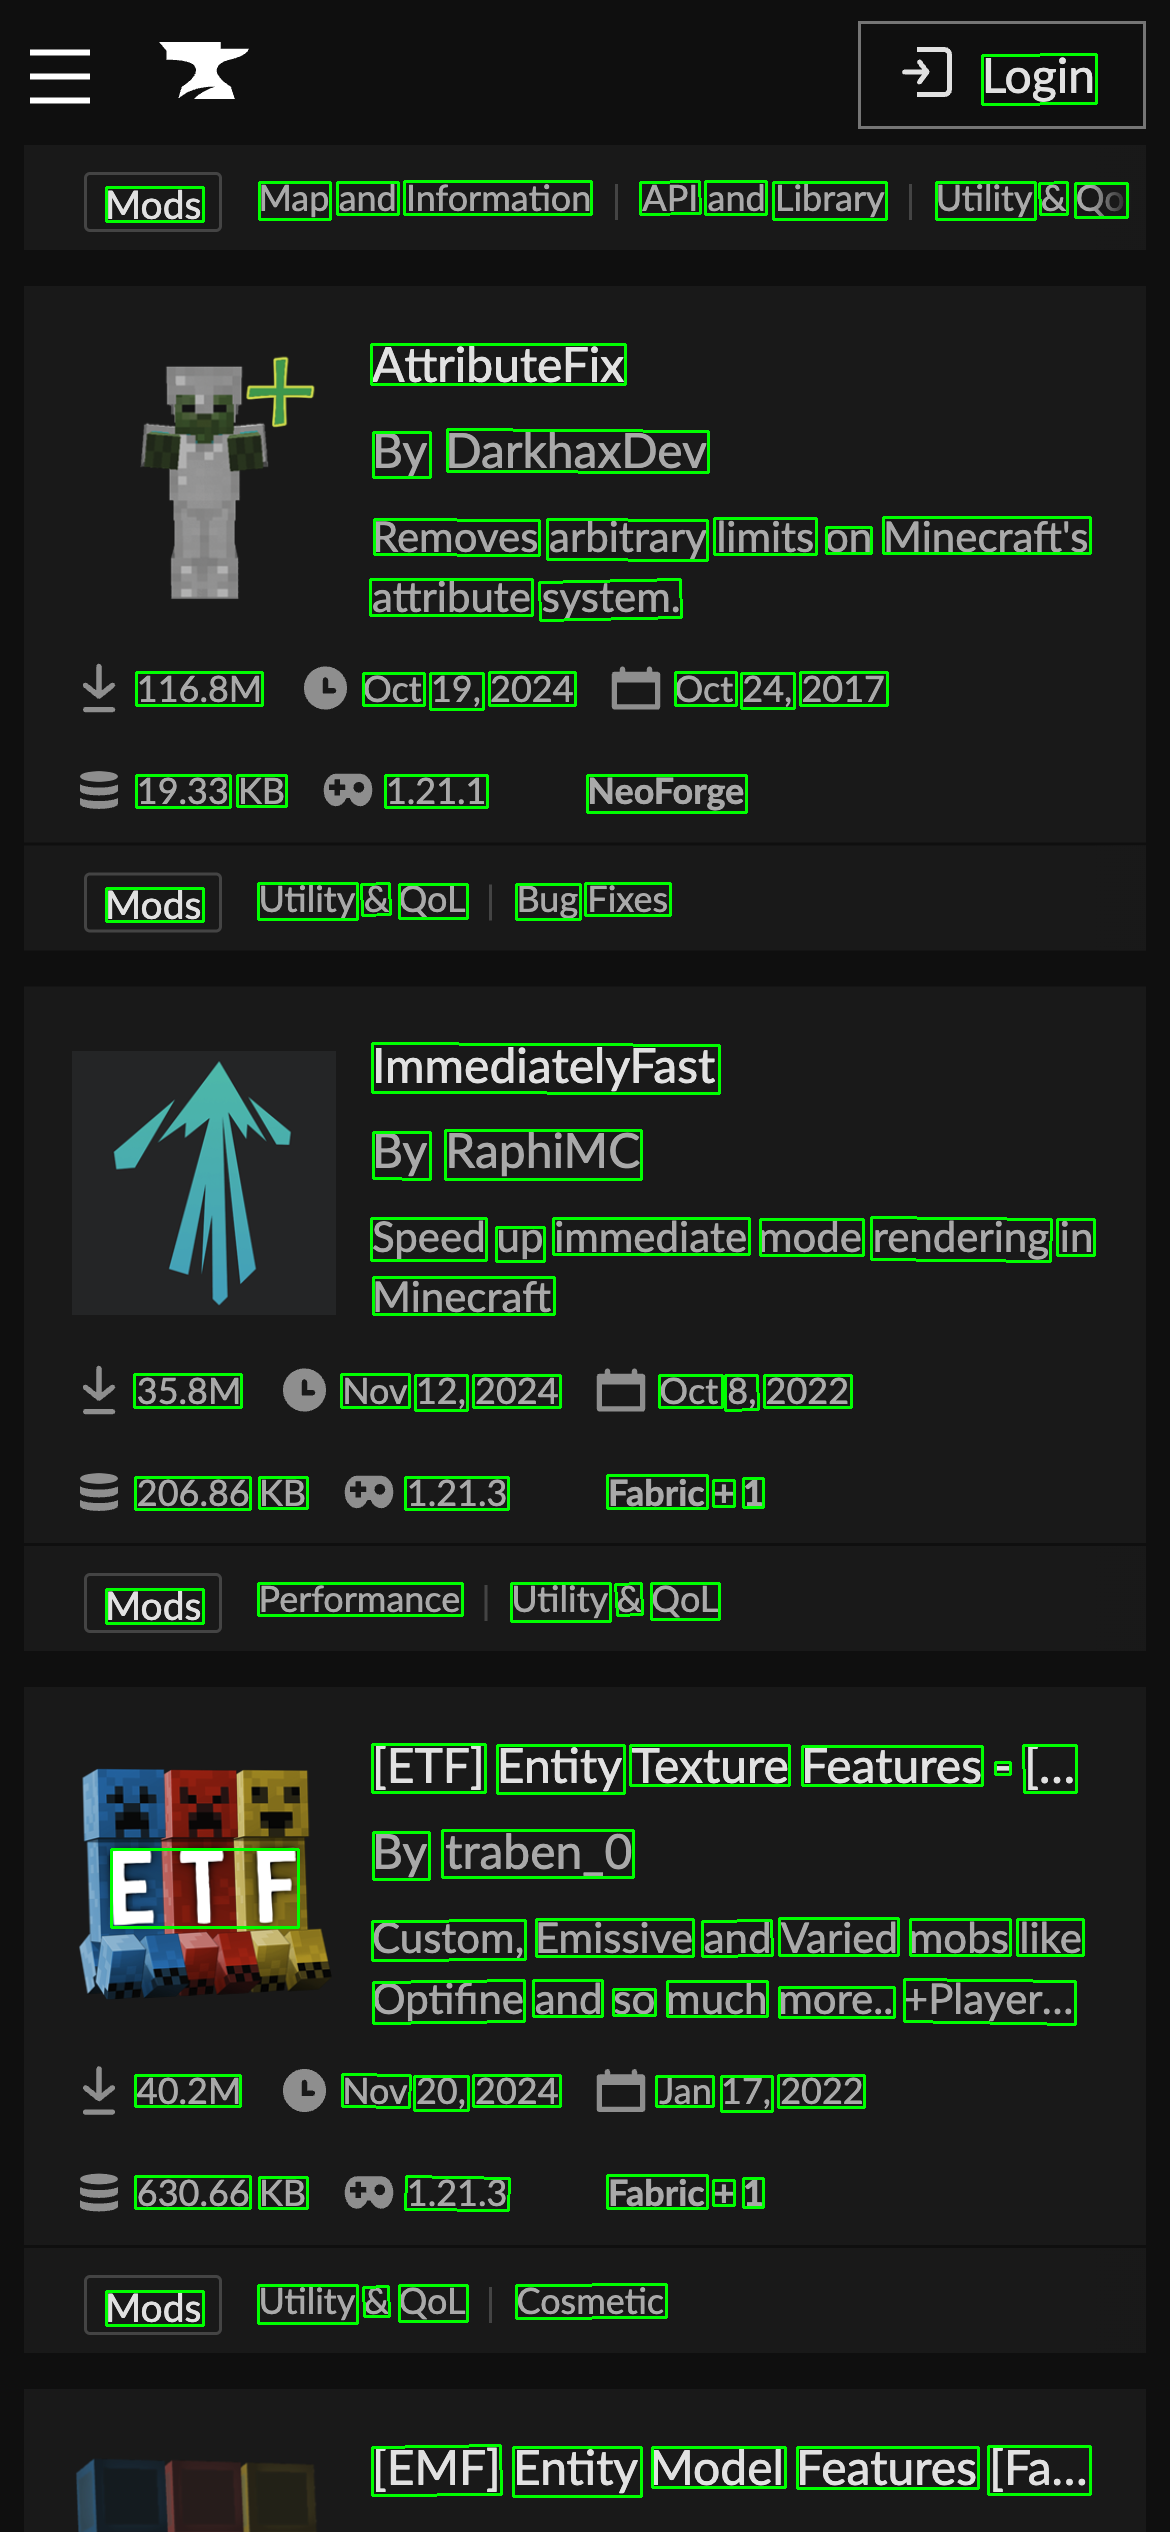 Login
Mods Map and Information | API and Library | Utility & Qo
AttributeFix
By DarkhaxDev
Removes arbitrary limits on Minecraft's
attribute system.
116.8M Oct 19, 2024 Oct 24, 2017
19.33 KB 1.21.1 NeoForge
Mods Utility & QoL | Bug Fixes
ImmediatelyFast
By RaphiMC
Speed up immediate mode rendering in
Minecraft
35.8M Nov 12, 2024 Oct 8, 2022
206.86 KB 1.21.3 Fabric + 1
Mods Performance | Utility & QoL
[ETF] Entity Texture Features - [...
By traben_0
E T F
Custom, Emissive and Varied mobs like
Optifine and so much more.. +Player...
40.2M Nov 20, 2024 Jan 17, 2022
630.66 KB 1.21.3 Fabric + 1
Mods Utility & QoL | Cosmetic
[EMF] Entity Model Features [Fa...